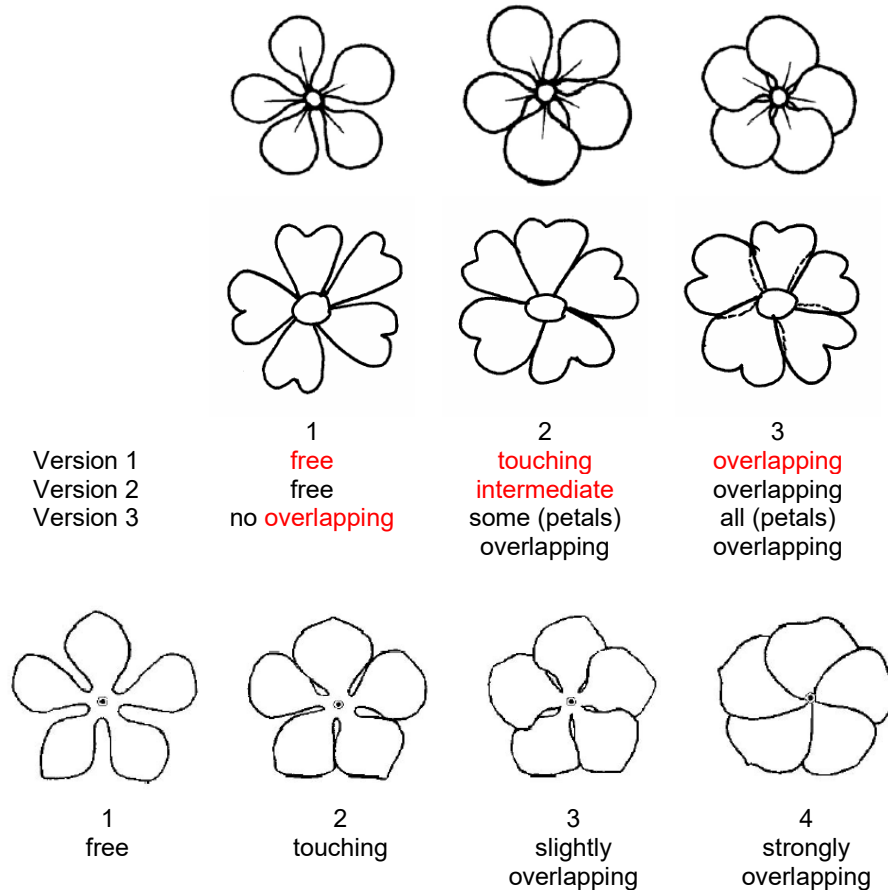 1 2 3
Version 1 free touching overlapping
Version 2 free intermediate overlapping
Version 3 no overlapping some (petals) all (petals)
overlapping overlapping
1 2 3 4
free touching slightly strongly
overlapping overlapping